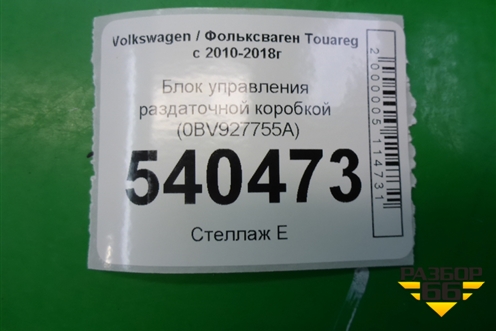 Volkswagen / Фольксваген Touareg
с 2010-2018г
Блок управления
раздаточной коробкой
(0BV927755A)
540473
Стеллаж Е
2000005114731
РАЗБОР
66